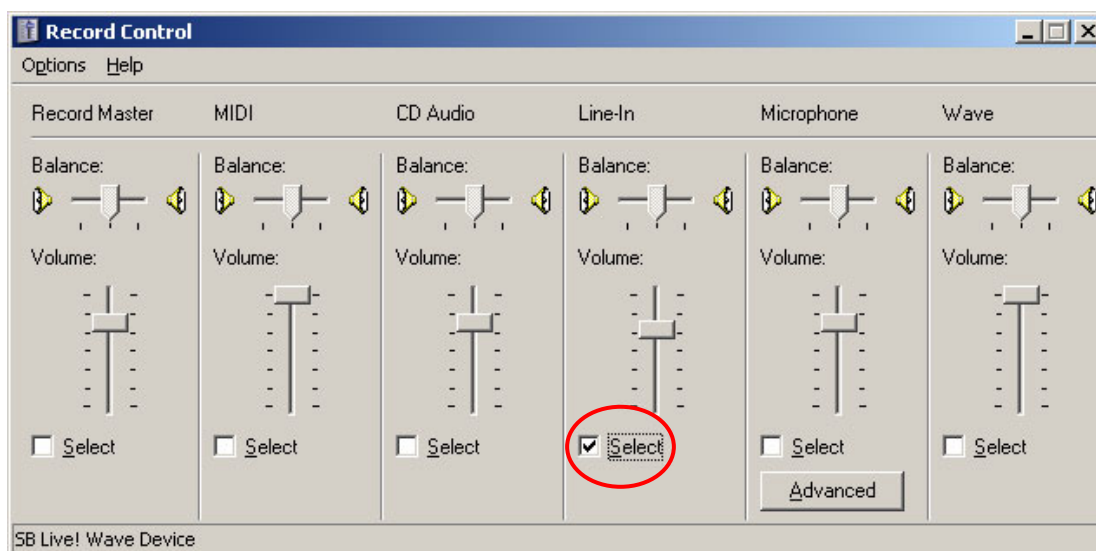 Record Control
Options Help
Record Master MIDI CD Audio Line-In Microphone Wave
Balance: Balance: Balance: Balance: Balance: Balance:
Volume: Volume: Volume: Volume: Volume: Volume:
Select Select Select Select Select Select
Advanced
SB Live! Wave Device